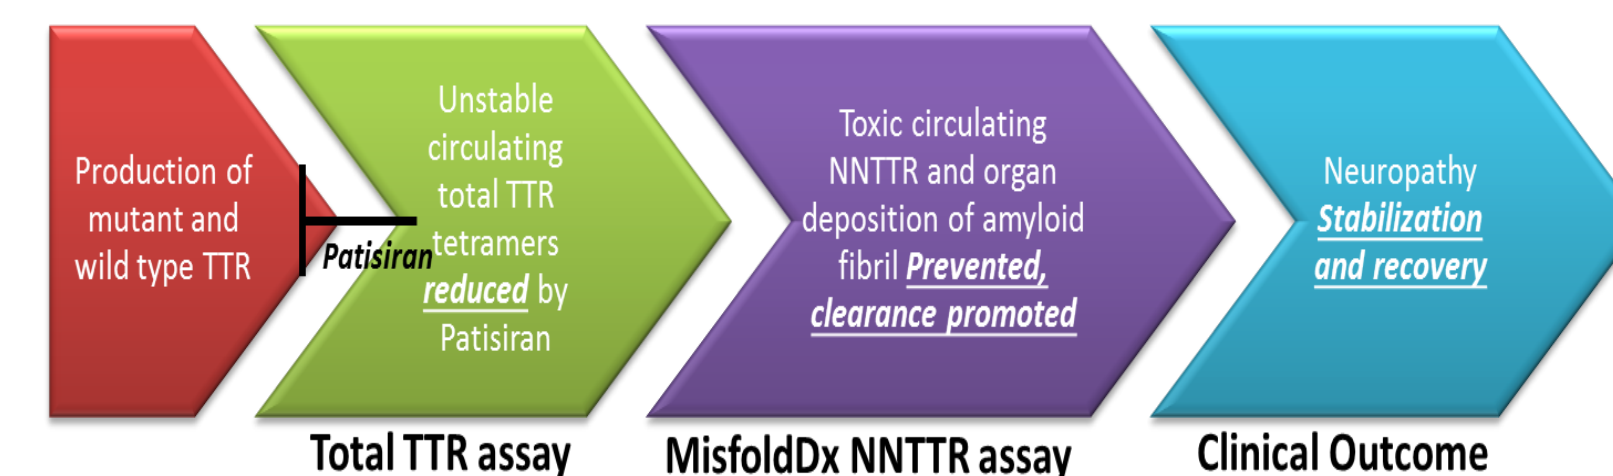 Production of
mutant and
wild type TTR
Patisiran
Unstable
circulating
total TTR
tetramers
reduced by
Patisiran
Toxic circulating
NNTTR and organ
deposition of amyloid
fibril Prevented,
clearance promoted
Neuropathy
Stabilization
and recovery
Total TTR assay
MisfoldDx NNTTR assay
Clinical Outcome